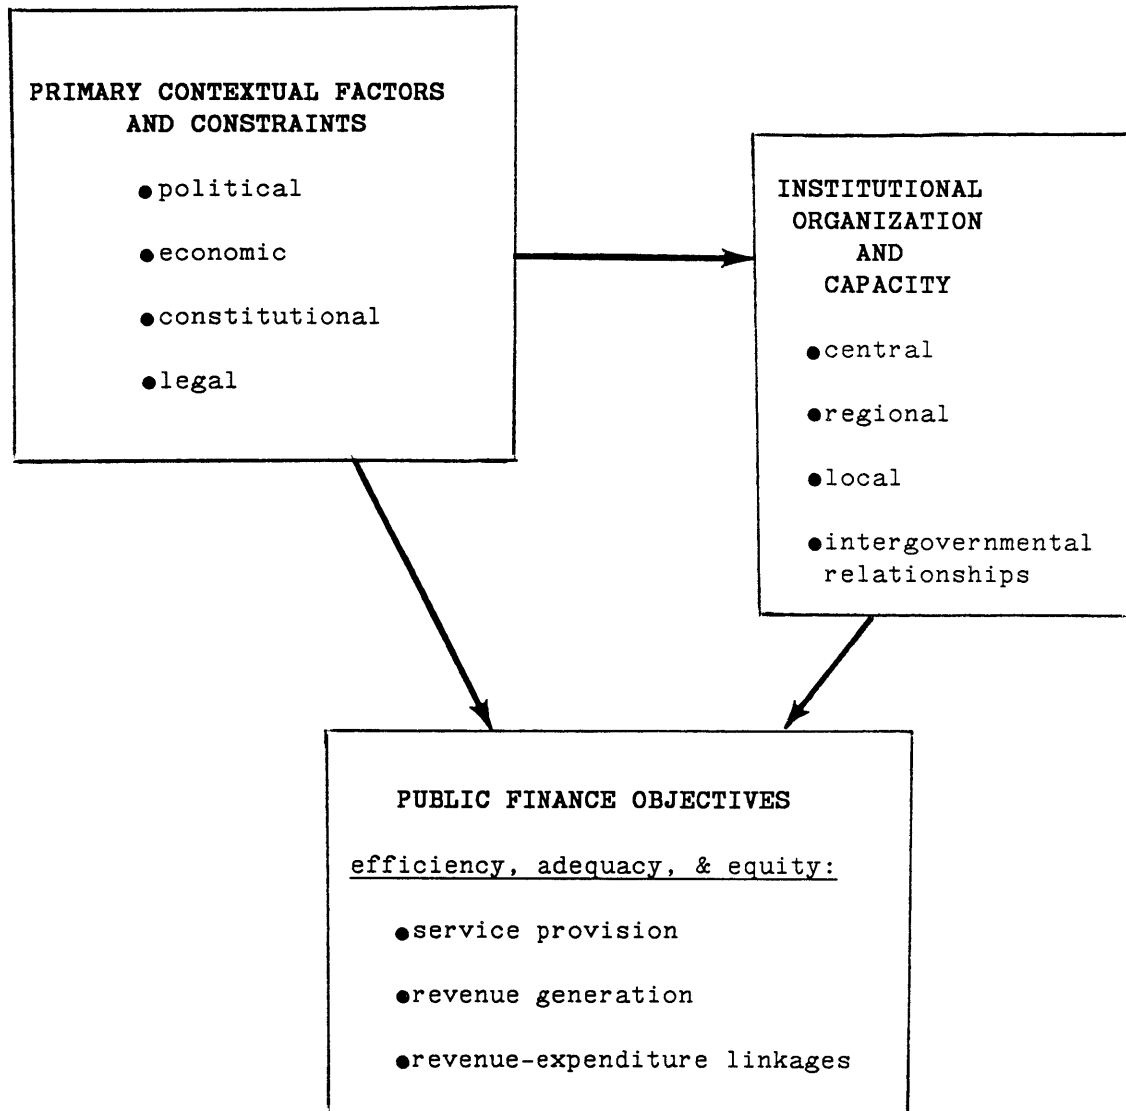 PRIMARY CONTEXTUAL FACTORS
AND CONSTRAINTS
●political
●economic
●constitutional
●legal
INSTITUTIONAL
ORGANIZATION
AND
CAPACITY
●central
●regional
●local
●intergovernmental
relationships
PUBLIC FINANCE OBJECTIVES
efficiency, adequacy, & equity:
●service provision
●revenue generation
●revenue-expenditure linkages